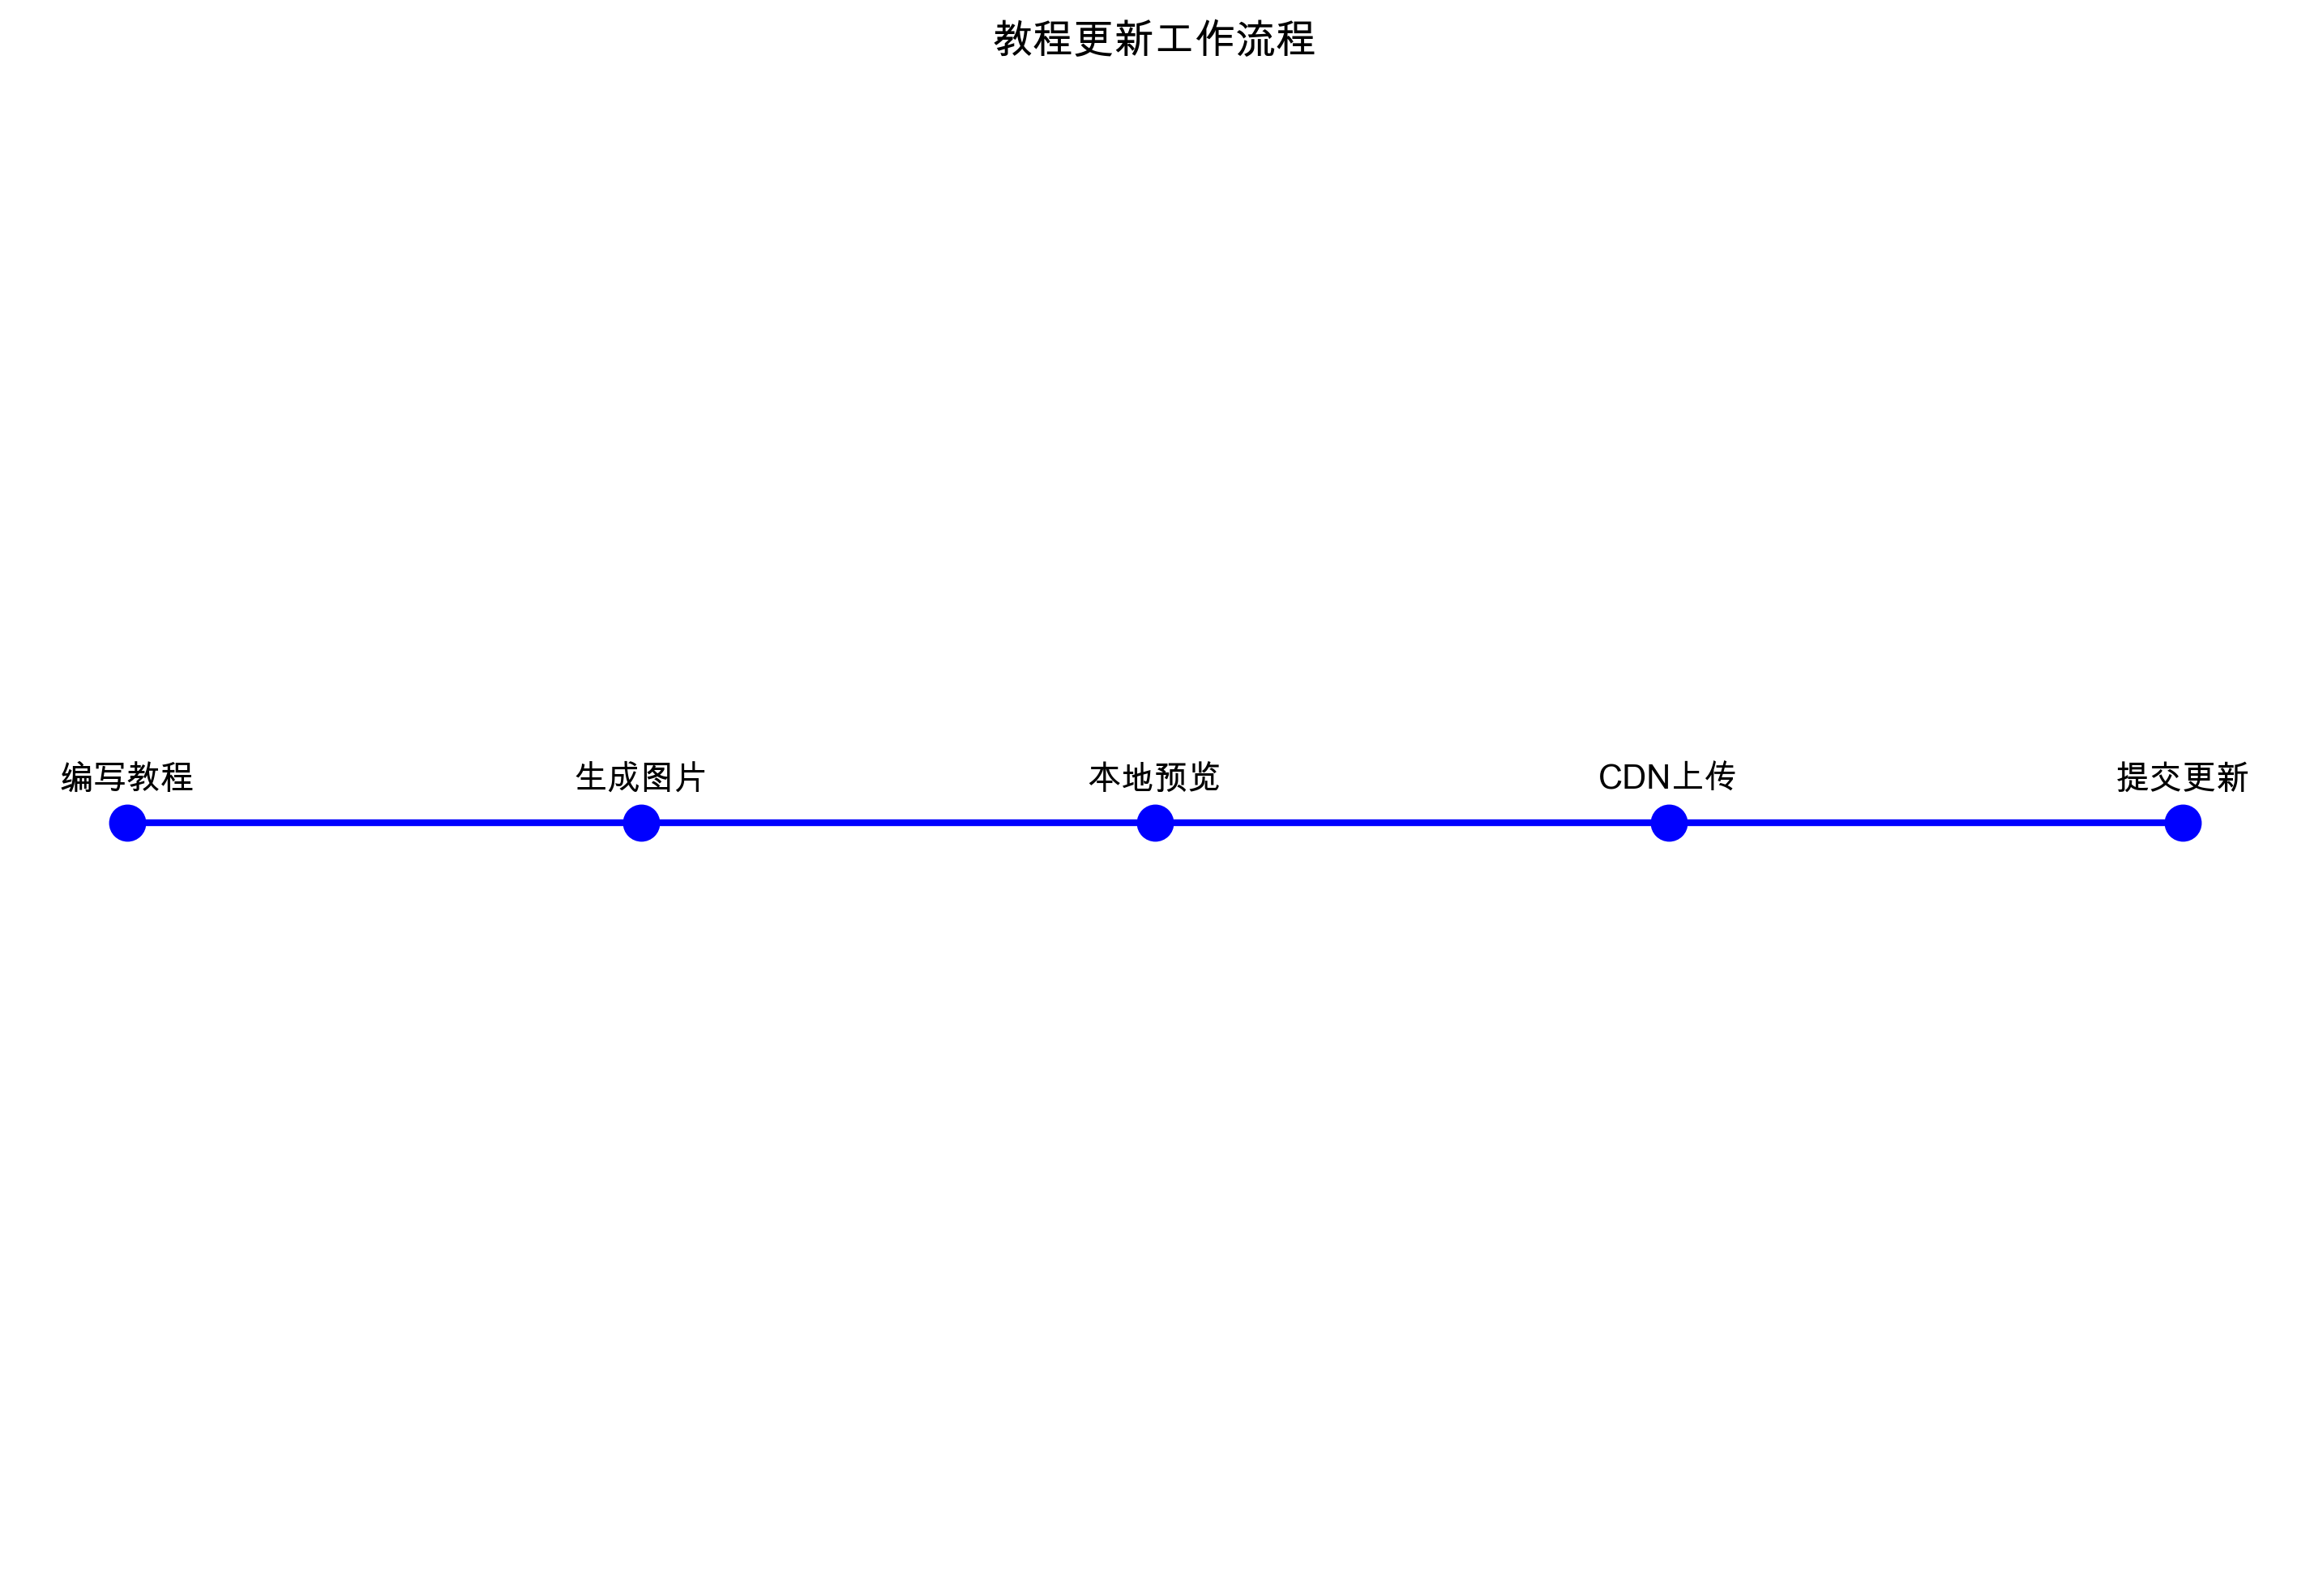 教程更新工作流程
编写教程
生成图片
本地预览
CDN上传
提交更新